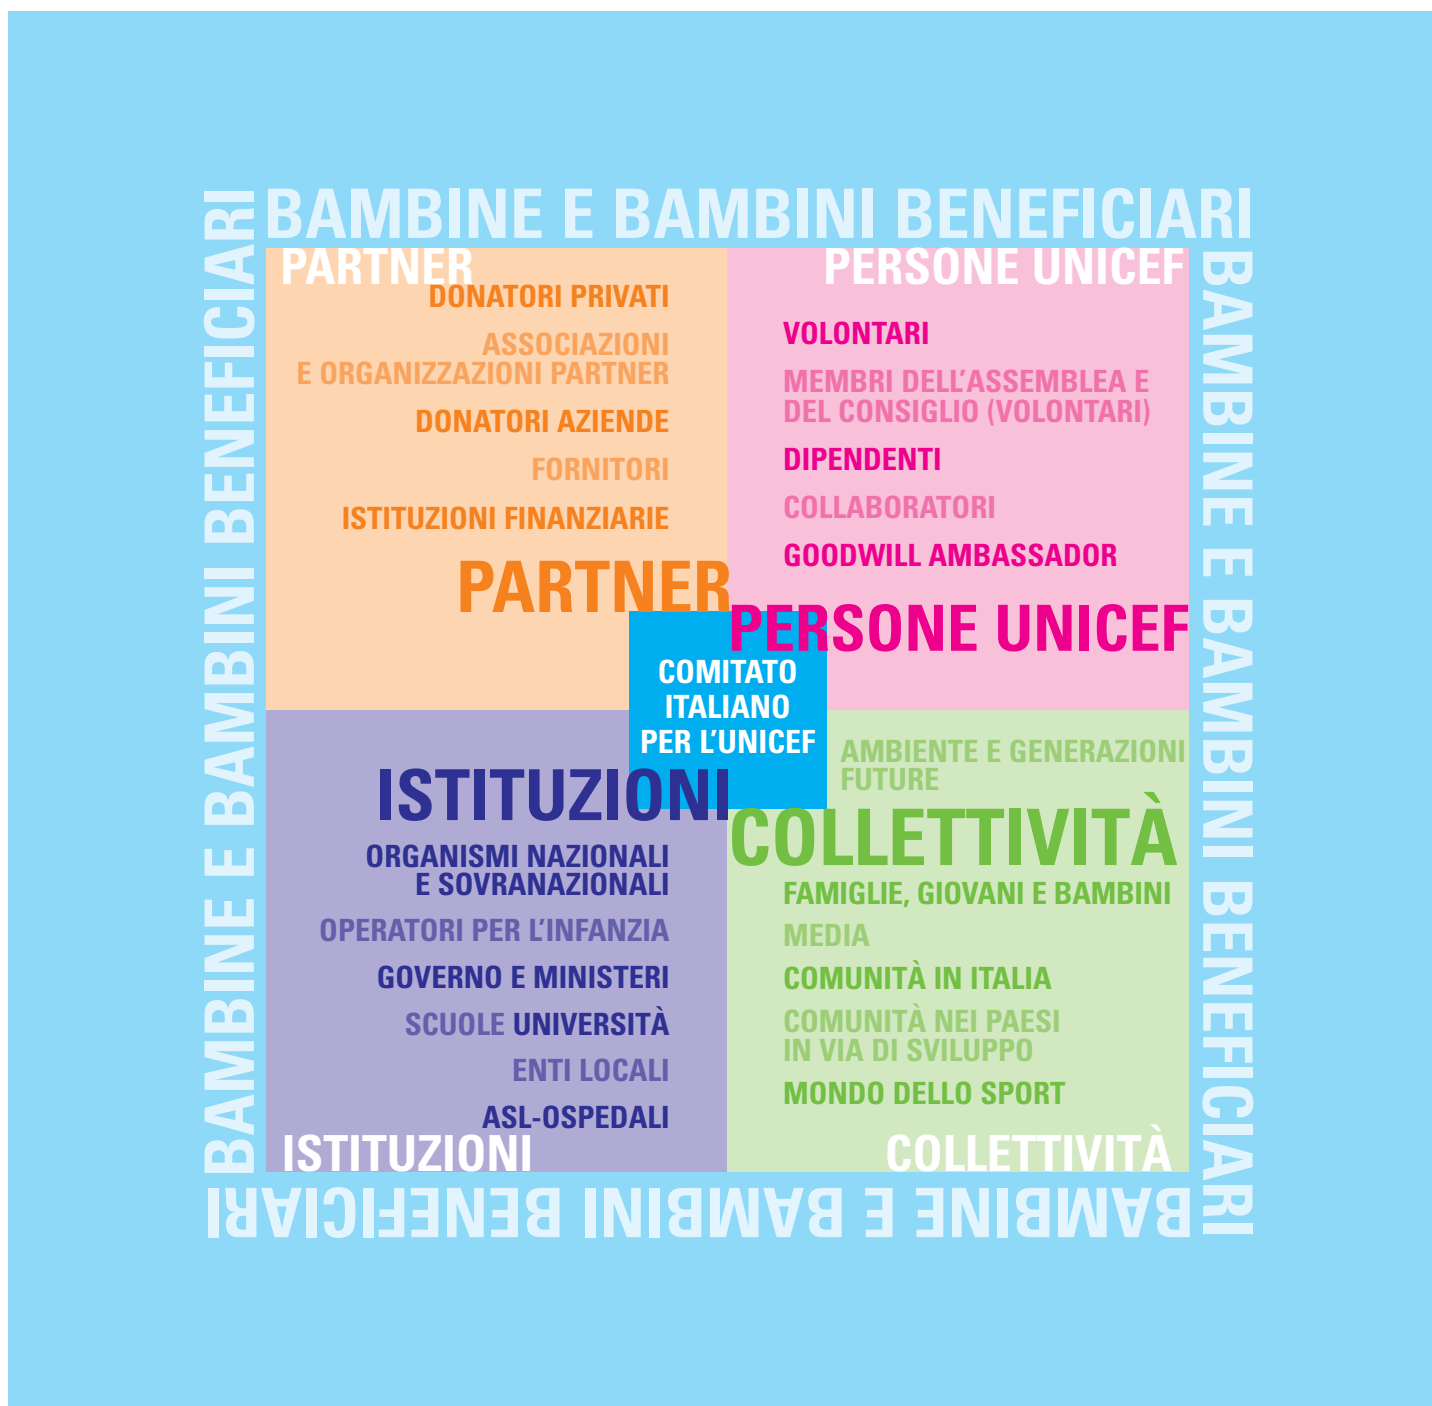 BAMBINE E BAMBINI BENEFICIARI
BAMBINE E BAMBINI BENEFICIARI
PARTNER
DONATORI PRIVATI
ASSOCIAZIONI
E ORGANIZZAZIONI PARTNER
DONATORI AZIENDE
FORNITORI
ISTITUZIONI FINANZIARIE
PARTNER
PERSONE UNICEF
VOLONTARI
MEMBRI DELL'ASSEMBLEA E
DEL CONSIGLIO (VOLONTARI)
DIPENDENTI
COLLABORATORI
GOODWILL AMBASSADOR
PERSONE UNICEF
COMITATO
ITALIANO
PER L'UNICEF
ISTITUZIONI
ORGANISMI NAZIONALI
E SOVRANAZIONALI
OPERATORI PER L'INFANZIA
GOVERNO E MINISTERI
SCUOLE UNIVERSITÀ
ENTI LOCALI
ASL-OSPEDALI
ISTITUZIONI
AMBIENTE E GENERAZIONI
FUTURE
COLLETTIVITÀ
FAMIGLIE, GIOVANI E BAMBINI
MEDIA
COMUNITÀ IN ITALIA
COMUNITÀ NEI PAESI
IN VIA DI SVILUPPO
MONDO DELLO SPORT
COLLETTIVITÀ
BAMBINE E BAMBINI BENEFICIARI
BAMBINE E BAMBINI BENEFICIARI